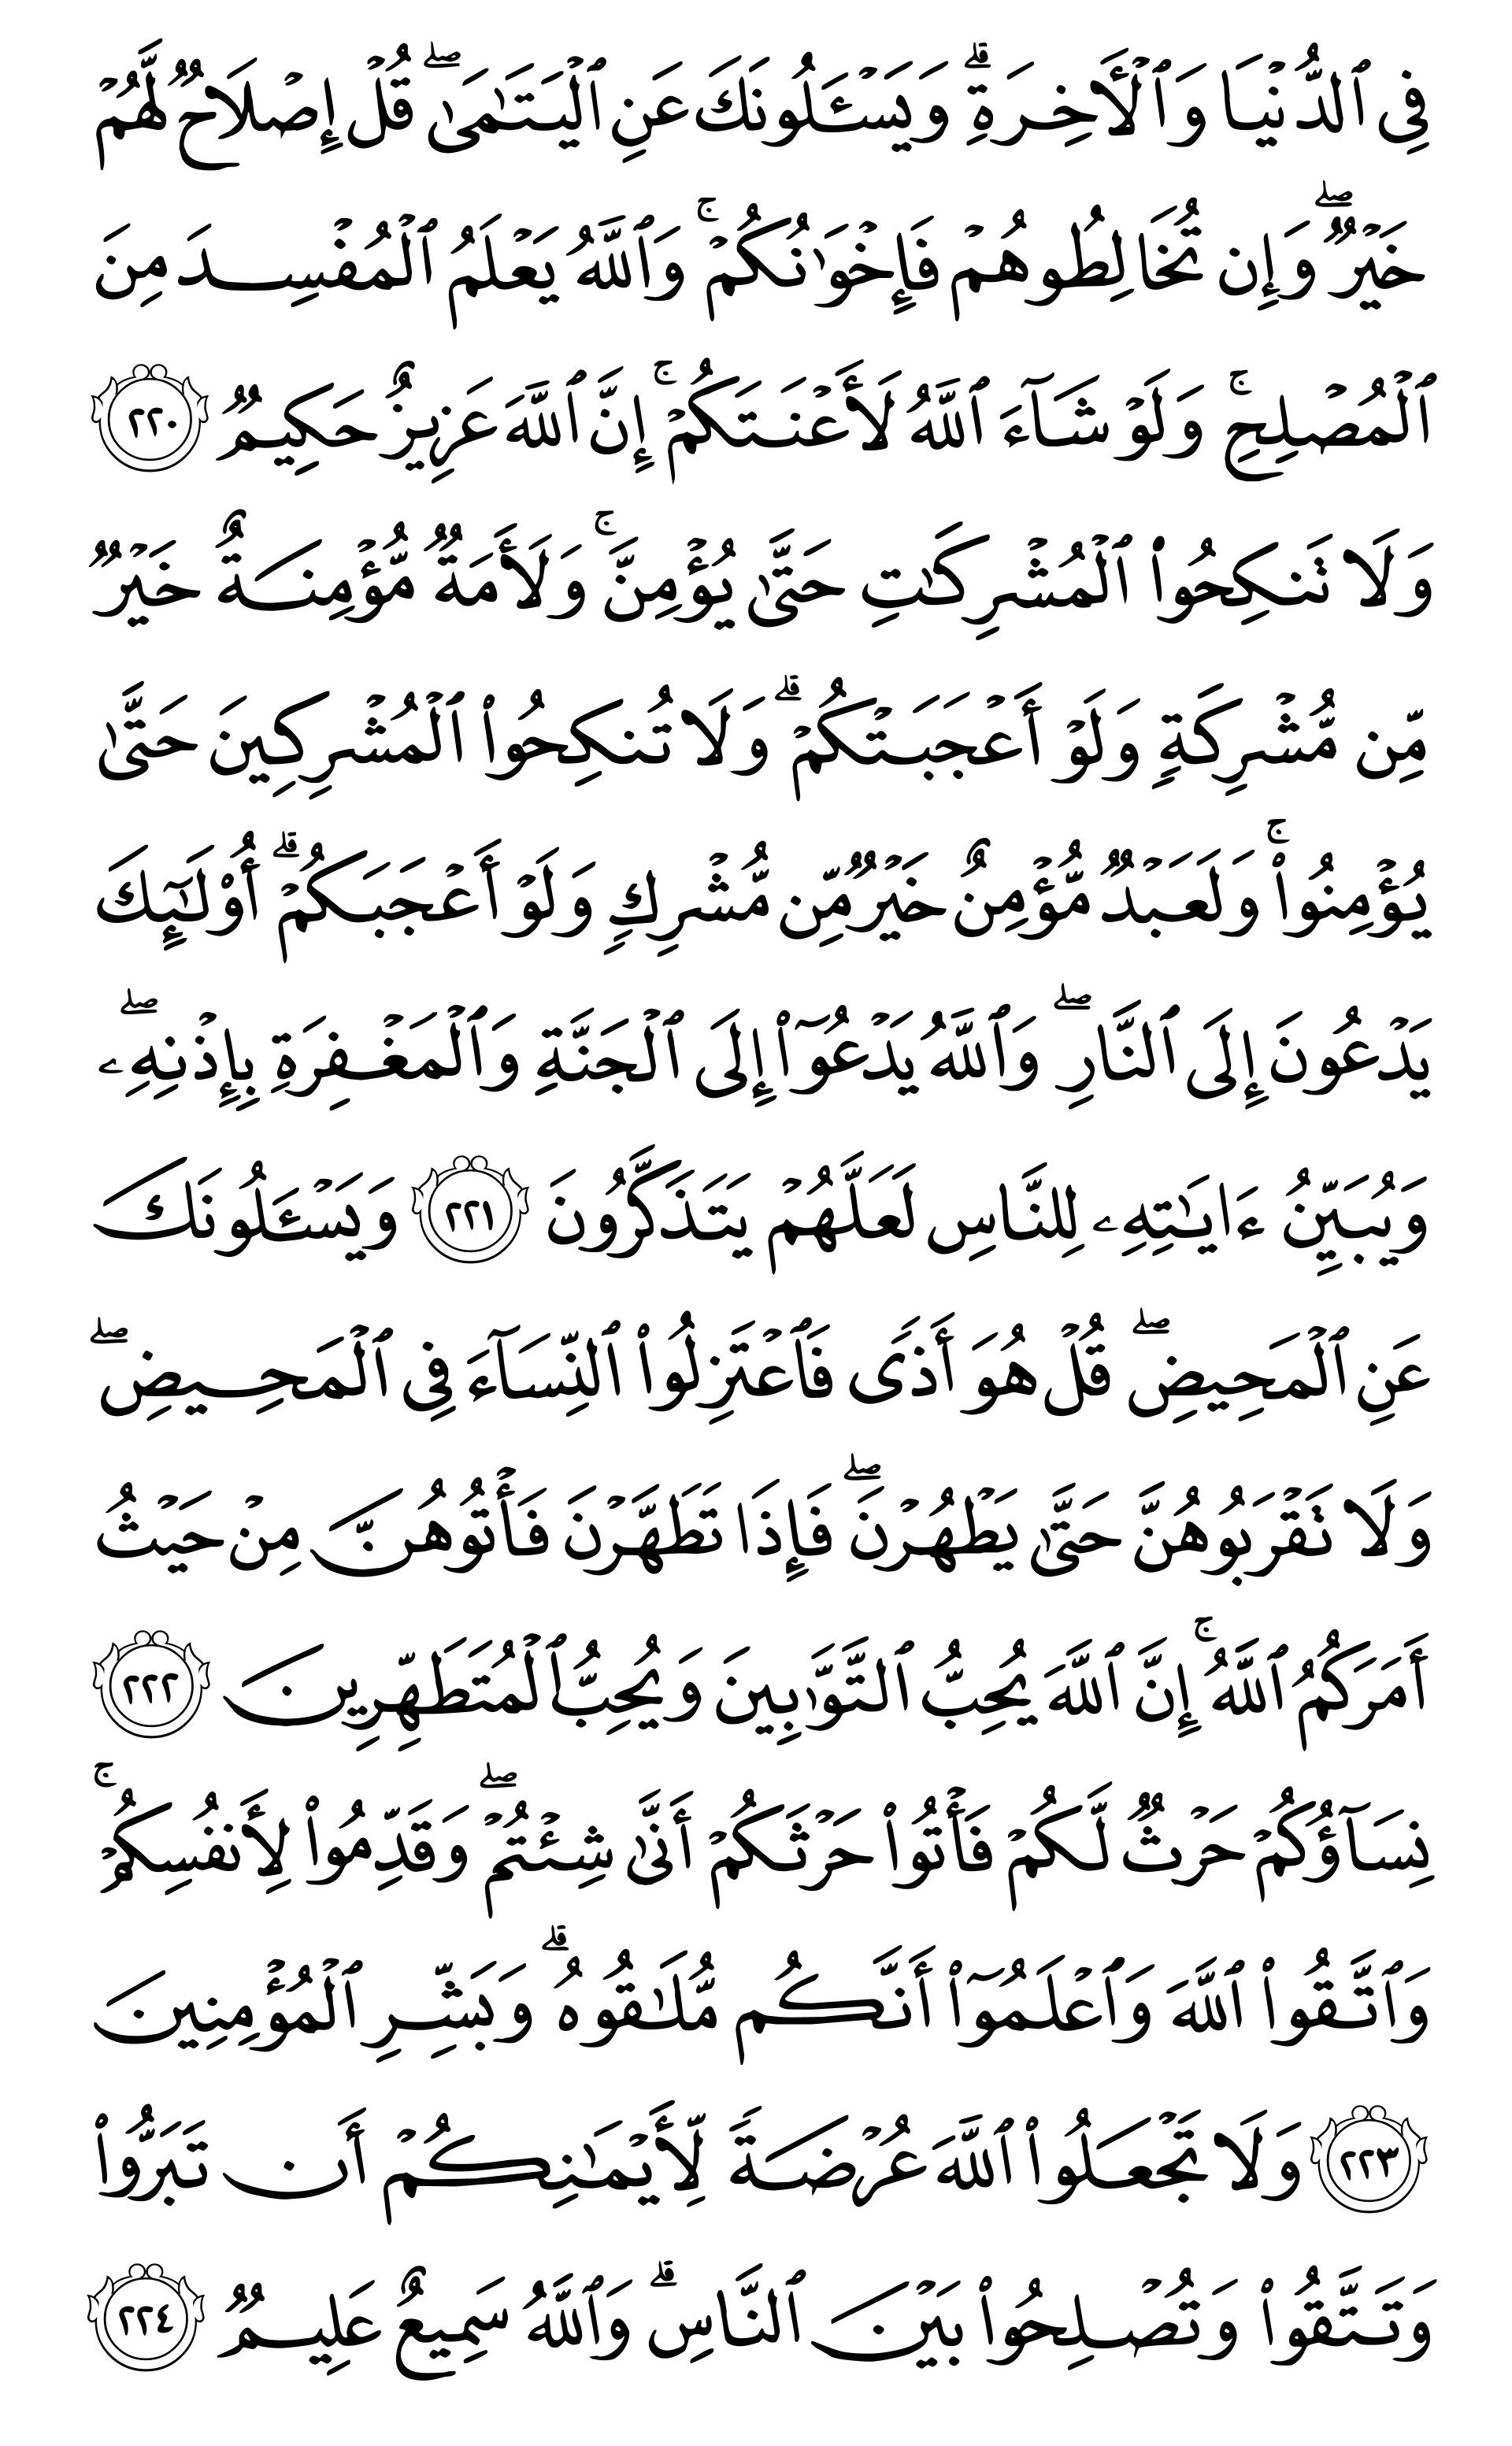 فِي ٱلدُّنۡيَا وَٱلۡأٓخِرَةِۗ وَيَسۡـَٔلُونَكَ عَنِ ٱلۡيَتَٰمَىٰۖ قُلۡ إِصۡلَاحٞ لَّهُمۡ
خَيۡرٞۖ وَإِن تُخَالِطُوهُمۡ فَإِخۡوَٰنُكُمۡۚ وَٱللَّهُ يَعۡلَمُ ٱلۡمُفۡسِدَ مِنَ
ٱلۡمُصۡلِحِۚ وَلَوۡ شَآءَ ٱللَّهُ لَأَعۡنَتَكُمۡۚ إِنَّ ٱللَّهَ عَزِيزٌ حَكِيمٞ ٢٢٠
وَلَا تَنكِحُواْ ٱلۡمُشۡرِكَٰتِ حَتَّىٰ يُؤۡمِنَّۚ وَلَأَمَةٞ مُّؤۡمِنَةٌ خَيۡرٞ
مِّن مُّشۡرِكَةٖ وَلَوۡ أَعۡجَبَتۡكُمۡۗ وَلَا تُنكِحُواْ ٱلۡمُشۡرِكِينَ حَتَّىٰ
يُؤۡمِنُواْۚ وَلَعَبۡدٞ مُّؤۡمِنٌ خَيۡرٞ مِّن مُّشۡرِكٖ وَلَوۡ أَعۡجَبَكُمۡۗ أُوْلَٰٓئِكَ
يَدۡعُونَ إِلَى ٱلنَّارِۖ وَٱللَّهُ يَدۡعُوٓاْ إِلَى ٱلۡجَنَّةِ وَٱلۡمَغۡفِرَةِ بِإِذۡنِهِۦۖ
وَيُبَيِّنُ ءَايَٰتِهِۦ لِلنَّاسِ لَعَلَّهُمۡ يَتَذَكَّرُونَ ٢٢١ وَيَسۡـَٔلُونَكَ
عَنِ ٱلۡمَحِيضِۖ قُلۡ هُوَ أَذٗى فَٱعۡتَزِلُواْ ٱلنِّسَآءَ فِي ٱلۡمَحِيضِۖ
وَلَا تَقۡرَبُوهُنَّ حَتَّىٰ يَطۡهُرۡنَۖ فَإِذَا تَطَهَّرۡنَ فَأۡتُوهُنَّ مِنۡ حَيۡثُ
أَمَرَكُمُ ٱللَّهُۚ إِنَّ ٱللَّهَ يُحِبُّ ٱلتَّوَّٰبِينَ وَيُحِبُّ ٱلۡمُتَطَهِّرِينَ ٢٢٢
نِسَآؤُكُمۡ حَرۡثٞ لَّكُمۡ فَأۡتُواْ حَرۡثَكُمۡ أَنَّىٰ شِئۡتُمۡۖ وَقَدِّمُواْ لِأَنفُسِكُمۡۚ
وَٱتَّقُواْ ٱللَّهَ وَٱعۡلَمُوٓاْ أَنَّكُم مُّلَٰقُوهُۗ وَبَشِّرِ ٱلۡمُؤۡمِنِينَ
٢٢٣ وَلَا تَجۡعَلُواْ ٱللَّهَ عُرۡضَةٗ لِّأَيۡمَٰنِكُمۡ أَن تَبَرُّواْ
وَتَتَّقُواْ وَتُصۡلِحُواْ بَيۡنَ ٱلنَّاسِۗ وَٱللَّهُ سَمِيعٌ عَلِيمٞ ٢٢٤